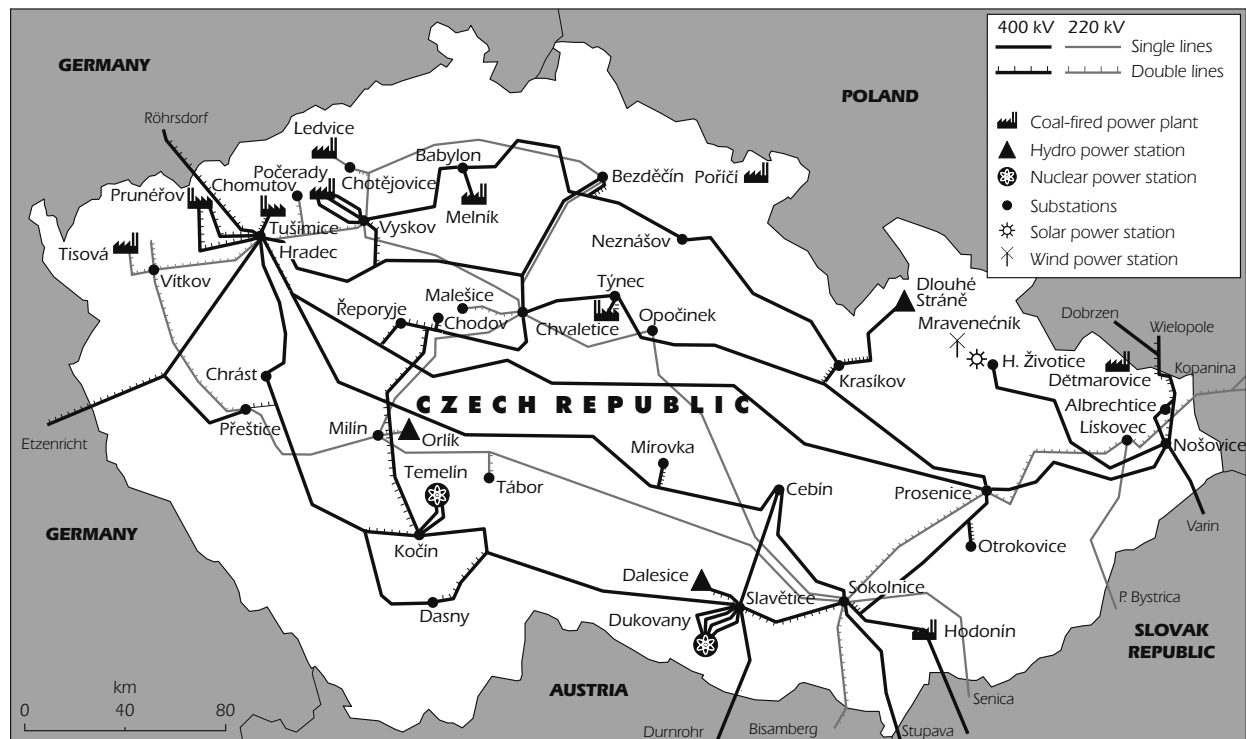 GERMANY
POLAND
400 kV 220 kV
Single lines
Double lines
Coal-fired power plant
Hydro power station
Nuclear power station
Substations
Solar power station
Wind power station
Röhrsdorf
Ledvice
Babylon
Bezděčín
Poříčí
Počerady
Chotějovice
Prunéřov
Chomutov
Melník
Tušimice
Vyskov
Hradec
Neznášov
Tisová
Vítkov
Týnec
Dlouhé
Stráně
Malešice
Řeporyje
Chodov
Chvaletice
Opočinek
Mravenećník
Dobrzen
Wielopole
H. Životice
Kopanina
Dětmarovice
Chrást
Krasíkov
Albrechtice
CZECH REPUBLIC
Přeštice
Milín
Orlík
Lískovec
Nošovice
Etzenricht
Mírovka
Temelín
Tábor
Cebín
Prosenice
GERMANY
Varin
Kočín
Otrokovice
Dalesice
Slavětice
Sokolnice
Dasny
Dukovany
P. Bystrica
Hodonín
SLOVAK
REPUBLIC
km
AUSTRIA
0 40 80
Senica
Durnrohr
Bisamberg
Stupava